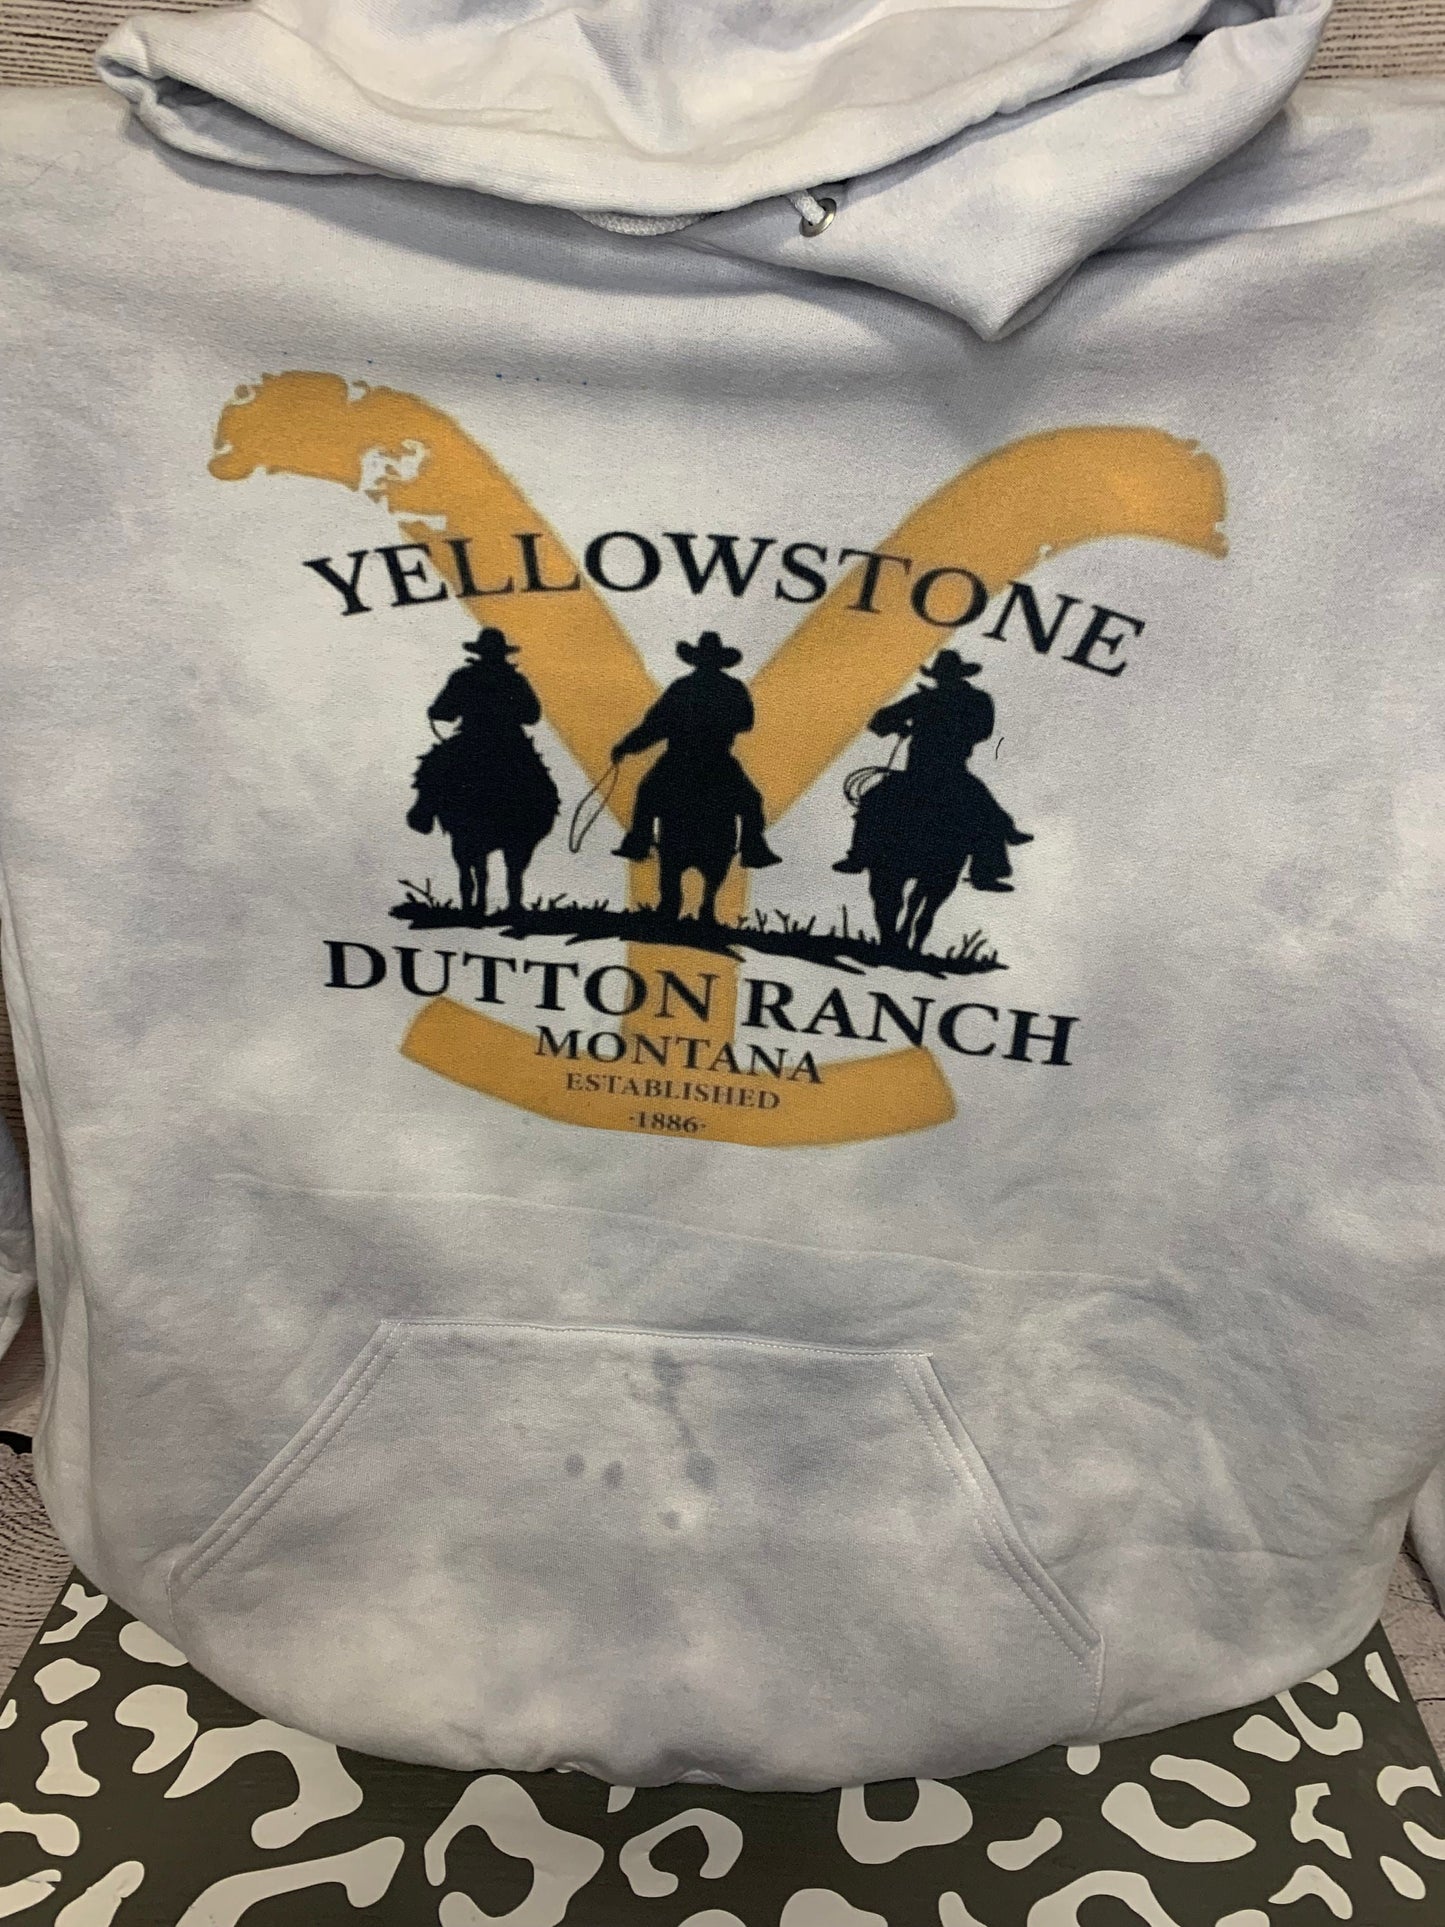 YELLOWSTONE
DUTTON RANCH
MONTANA
ESTABLISHED
·1886·